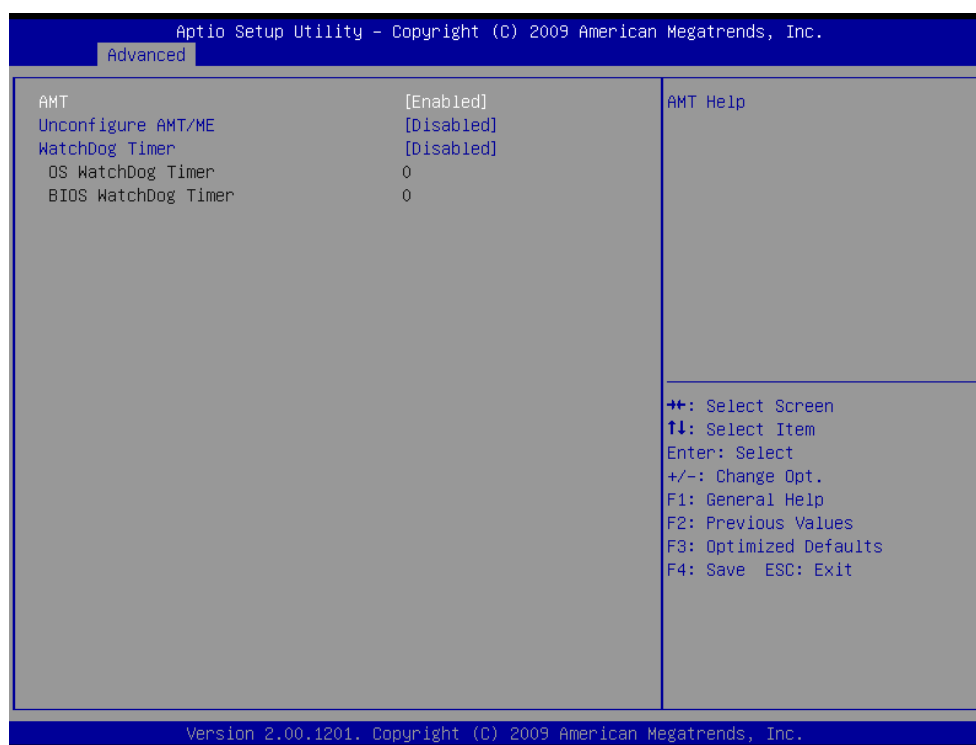 Aptio Setup Utility – Copyright (C) 2009 American Megatrends, Inc.
Advanced
AMT [Enabled]
Unconfigure AMT/ME [Disabled]
WatchDog Timer [Disabled]
OS WatchDog Timer 0
BIOS WatchDog Timer 0
AMT Help
→←: Select Screen
↑↓: Select Item
Enter: Select
+/-: Change Opt.
F1: General Help
F2: Previous Values
F3: Optimized Defaults
F4: Save ESC: Exit
Version 2.00.1201. Copyright (C) 2009 American Megatrends, Inc.